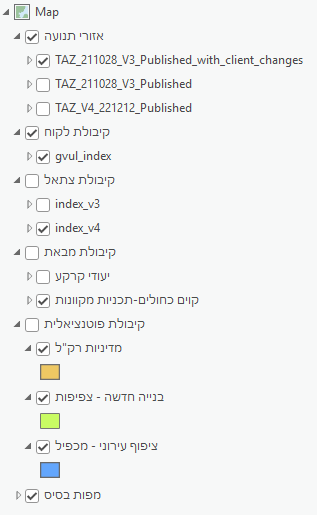 Map
אזורי תנועה
TAZ_211028_V3_Published_with_client_changes
TAZ_211028_V3_Published
TAZ_V4_221212_Published
קיבולת לקוח
gvul_index
קיבולת צתאל
index_v3
index_v4
קיבולת מבאת
יעודי קרקע
קוים כחולים-תכניות מקוונות
קיבולת פוטנציאלית
מדיניות רק"ל
בנייה חדשה - צפיפות
ציפוף עירוני - מכפיל
מפות בסיס